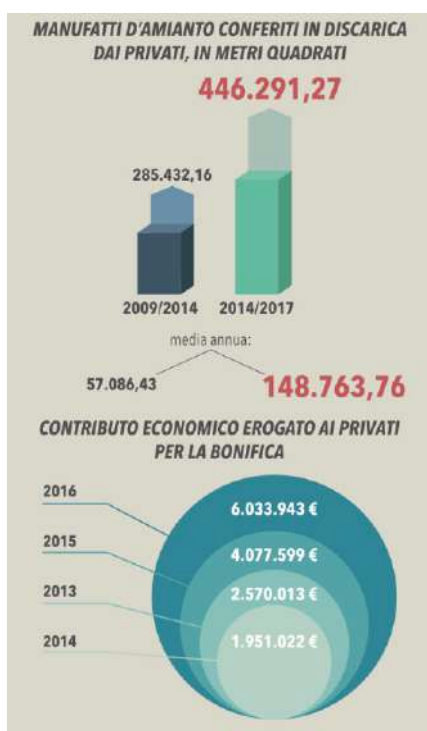 MANUFATTI D'AMIANTO CONFERITI IN DISCARICA
DAI PRIVATI, IN METRI QUADRATI
446.291,27
285.432,16
2009/2014
2014/2017
media annua:
57.086,43
148.763,76
CONTRIBUTO ECONOMICO EROGATO AI PRIVATI
PER LA BONIFICA
2016
6.033.943 €
2015
4.077.599 €
2013
2.570.013 €
2014
1.951.022 €